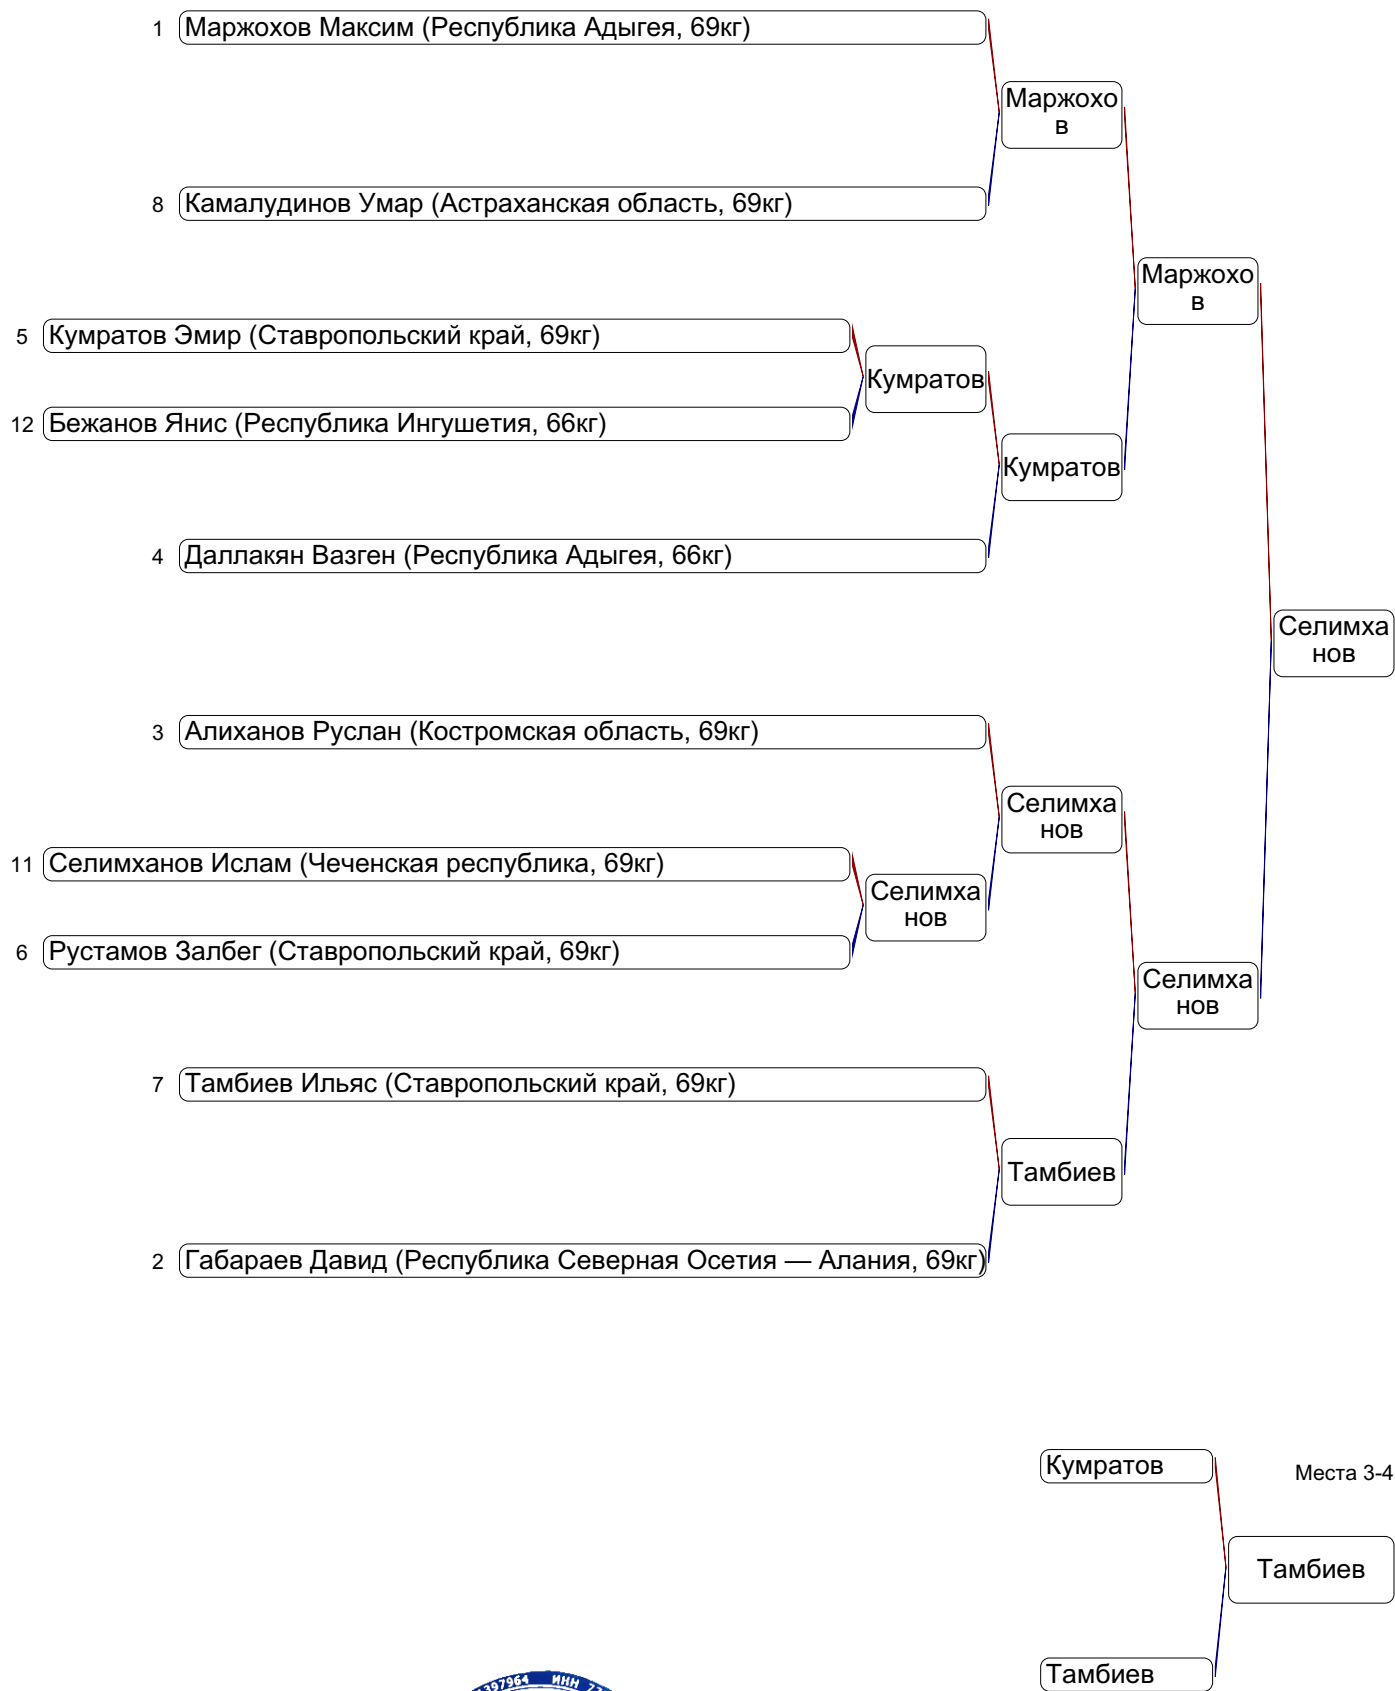 1 Маржохов Максим (Республика Адыгея, 69кг)
Маржохо
в
8 Камалудинов Умар (Астраханская область, 69кг)
Маржохо
в
5 Кумратов Эмир (Ставропольский край, 69кг)
Кумратов
12 Бежанов Янис (Республика Ингушетия, 66кг)
Кумратов
4 Даллакян Вазген (Республика Адыгея, 66кг)
Селимха
нов
3 Алиханов Руслан (Костромская область, 69кг)
Селимха
нов
11 Селимханов Ислам (Чеченская республика, 69кг)
Селимха
нов
6 Рустамов Залбег (Ставропольский край, 69кг)
Селимха
нов
7 Тамбиев Ильяс (Ставропольский край, 69кг)
Тамбиев
2 Габараев Давид (Республика Северная Осетия — Алания, 69кг)
Кумратов
Места 3-4
Тамбиев
Тамбиев
397964 ИНН